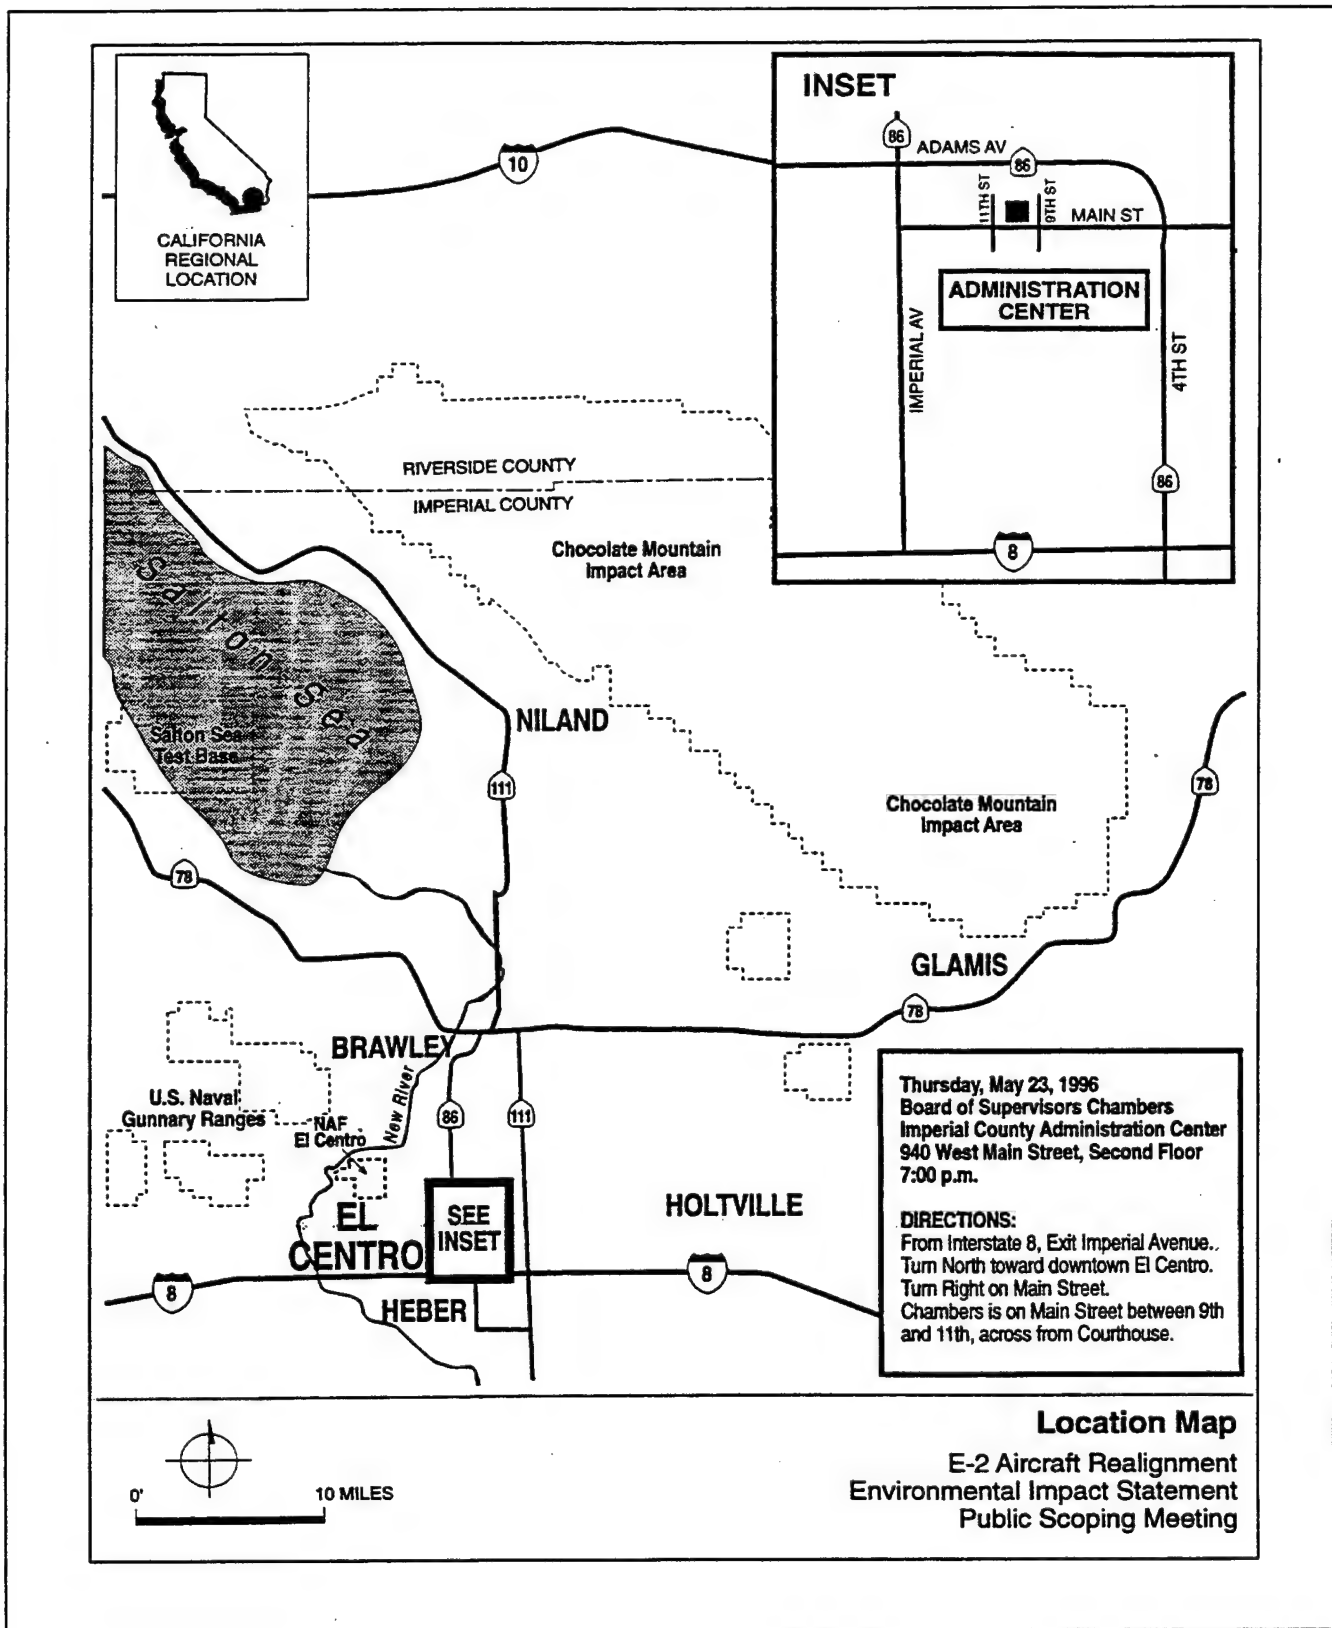 CALIFORNIA
REGIONAL
LOCATION
10
INSET
86
ADAMS AV
86
11TH ST
9TH ST
MAIN ST
ADMINISTRATION
CENTER
IMPERIAL AV
4TH ST
86
8
RIVERSIDE COUNTY
IMPERIAL COUNTY
Chocolate Mountain
Impact Area
Salton Sea
Salton Sea
Test Base
NILAND
111
78
Chocolate Mountain
Impact Area
78
GLAMIS
78
BRAWLEY
New River
86
111
U.S. Naval
Gunnary Ranges
NAF
El Centro
EL
CENTRO
SEE
INSET
HOLTVILLE
8
8
HEBER
Thursday, May 23, 1996
Board of Supervisors Chambers
Imperial County Administration Center
940 West Main Street, Second Floor
7:00 p.m.
DIRECTIONS:
From Interstate 8, Exit Imperial Avenue..
Turn North toward downtown El Centro.
Turn Right on Main Street.
Chambers is on Main Street between 9th
and 11th, across from Courthouse.
0'
10 MILES
Location Map
E-2 Aircraft Realignment
Environmental Impact Statement
Public Scoping Meeting